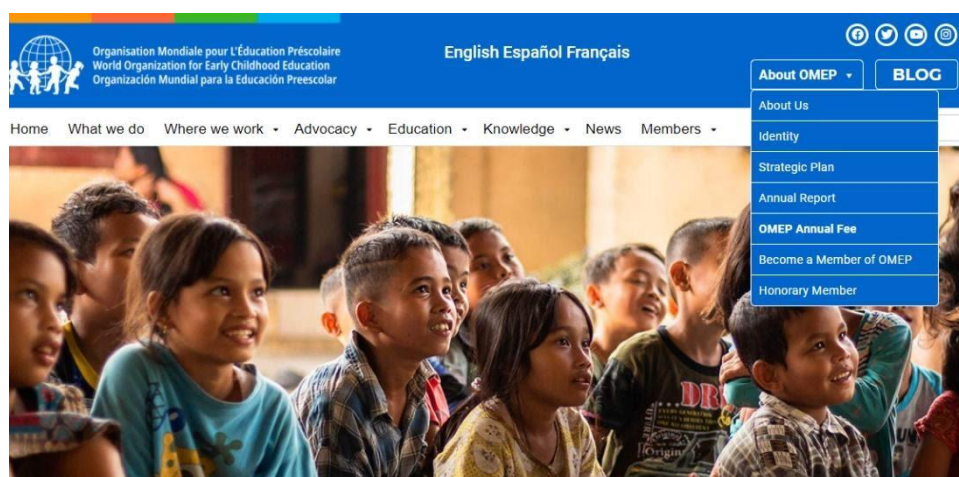 Organisation Mondiale pour L'Éducation Préscolaire
World Organization for Early Childhood Education
Organización Mundial para la Educación Preescolar
English Español Français
About OMEP
BLOG
About Us
Identity
Strategic Plan
Annual Report
OMEP Annual Fee
Become a Member of OMEP
Honorary Member
Home What we do Where we work Advocacy Education Knowledge News Members